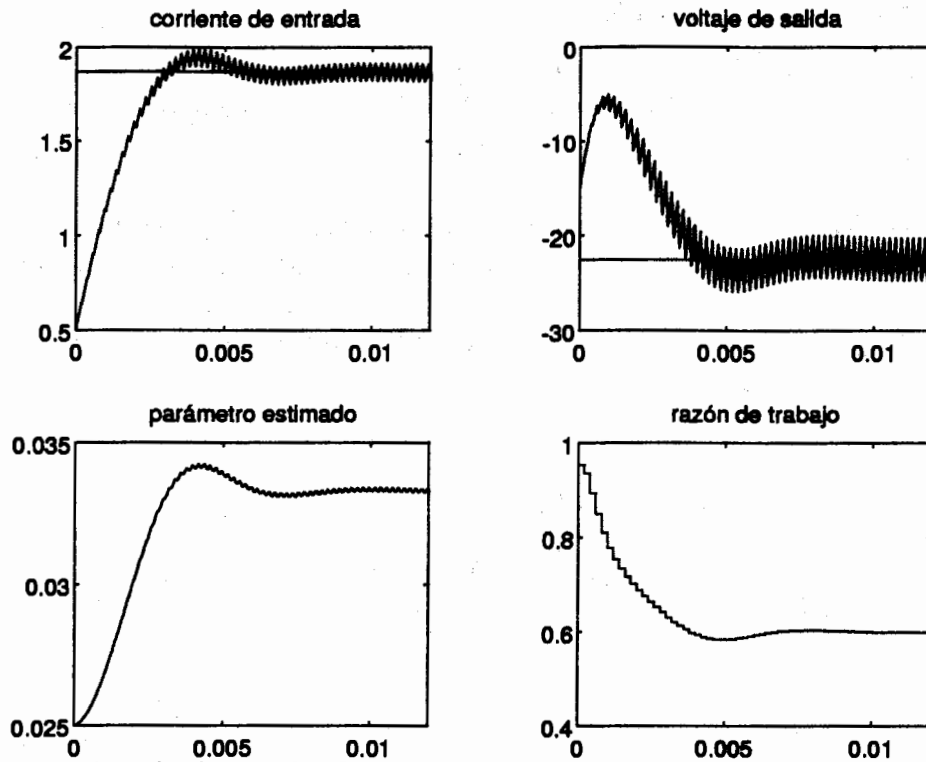 corriente de entrada
2
1.5
1
0.5
0 0.005 0.01
voltaje de salida
0
-10
-20
-30
0 0.005 0.01
parámetro estimado
0.035
0.03
0.025
0 0.005 0.01
razón de trabajo
1
0.8
0.6
0.4
0 0.005 0.01